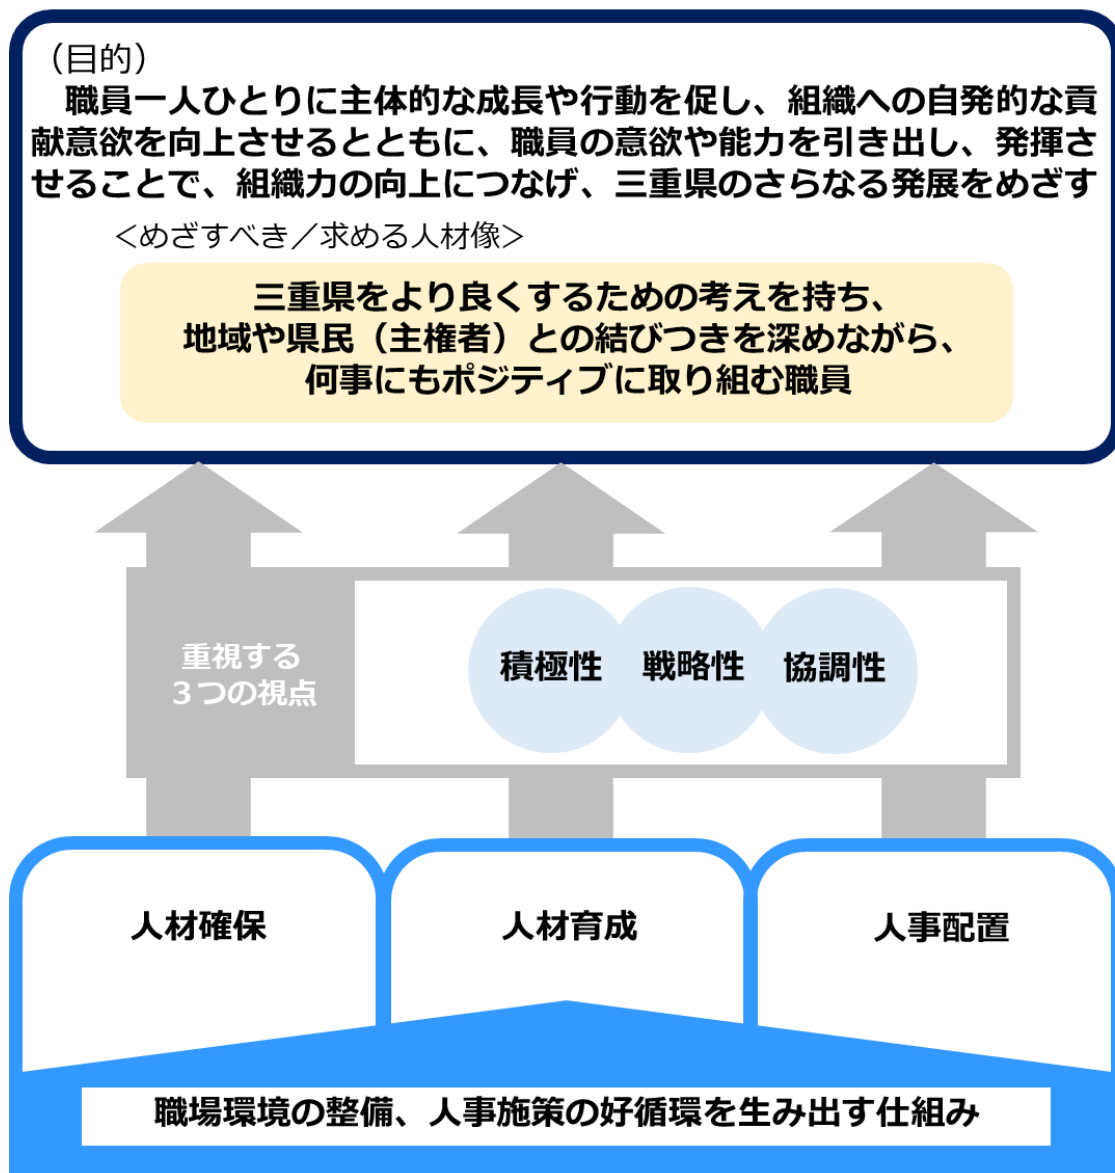 （目的）
職員一人ひとりに主体的な成長や行動を促し、組織への自発的な貢
献意欲を向上させるとともに、職員の意欲や能力を引き出し、発揮さ
せることで、組織力の向上につなげ、三重県のさらなる発展をめざす
＜めざすべき／求める人材像＞
三重県をより良くするための考えを持ち、
地域や県民（主権者）との結びつきを深めながら、
何事にもポジティブに取り組む職員
重視する
３つの視点
積極性
戦略性
協調性
人材確保
人材育成
人事配置
職場環境の整備、人事施策の好循環を生み出す仕組み